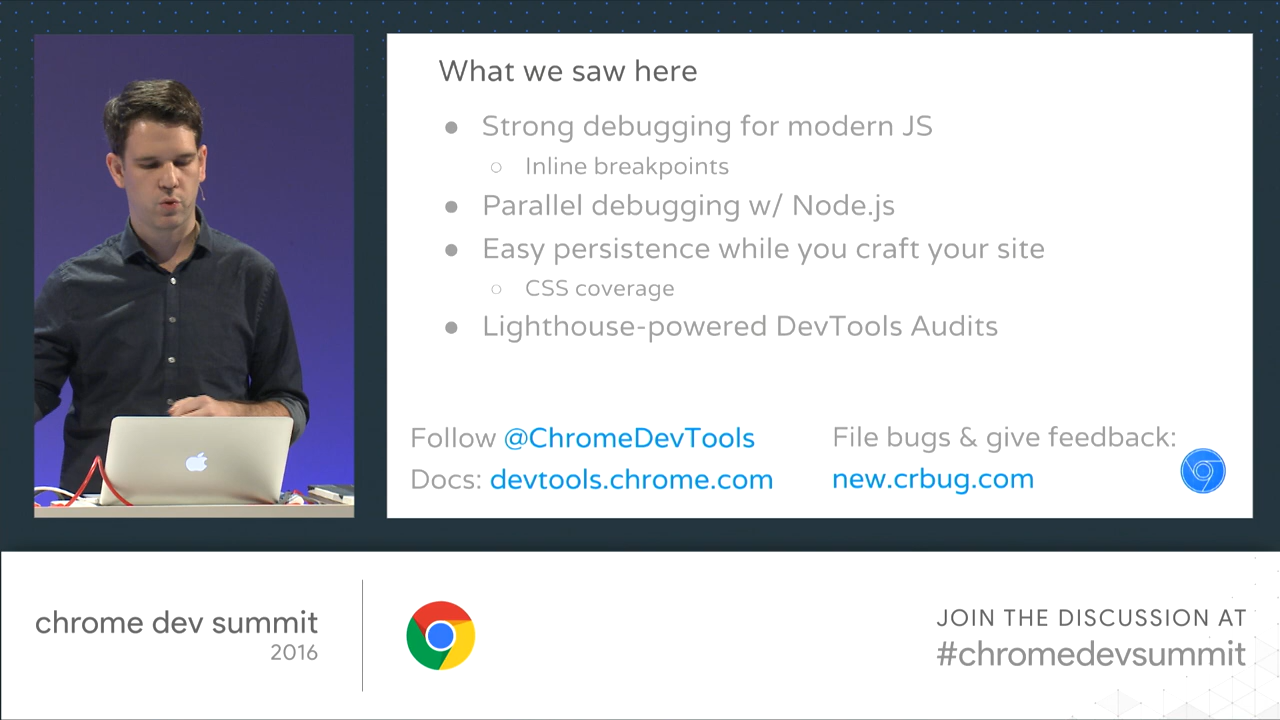 What we saw here
● Strong debugging for modern JS
○ Inline breakpoints
● Parallel debugging w/ Node.js
● Easy persistence while you craft your site
○ CSS coverage
● Lighthouse-powered DevTools Audits
Follow @ChromeDevTools
Docs: devtools.chrome.com
File bugs & give feedback:
new.crbug.com
chrome dev summit
2016
JOIN THE DISCUSSION AT
#chromedevsummit